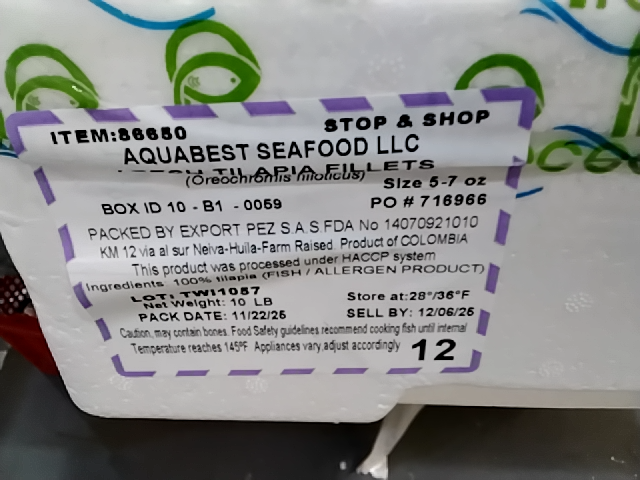 ITEM:86650 STOP & SHOP
AQUABEST SEAFOOD LLC
FRESH TILAPIA FILLETS
(Oreochromis niloticus) Size 5-7 oz
BOX ID 10 - B1 - 0059 PO # 716966
PACKED BY EXPORT PEZ S.A.S FDA No 14070921010
KM 12 via al sur Neiva-Huila-Farm Raised Product of COLOMBIA
This product was processed under HACCP system
Ingredients 100% tilapia (FISH / ALLERGEN PRODUCT)
LOT: TWI1057
Net Weight: 10 LB Store at:28°/36°F
PACK DATE: 11/22/25 SELL BY: 12/06/25
Caution, may contain bones. Food Safety guidelines recommend cooking fish until internal
Temperature reaches 145ºF Appliances vary,adjust accordingly 12